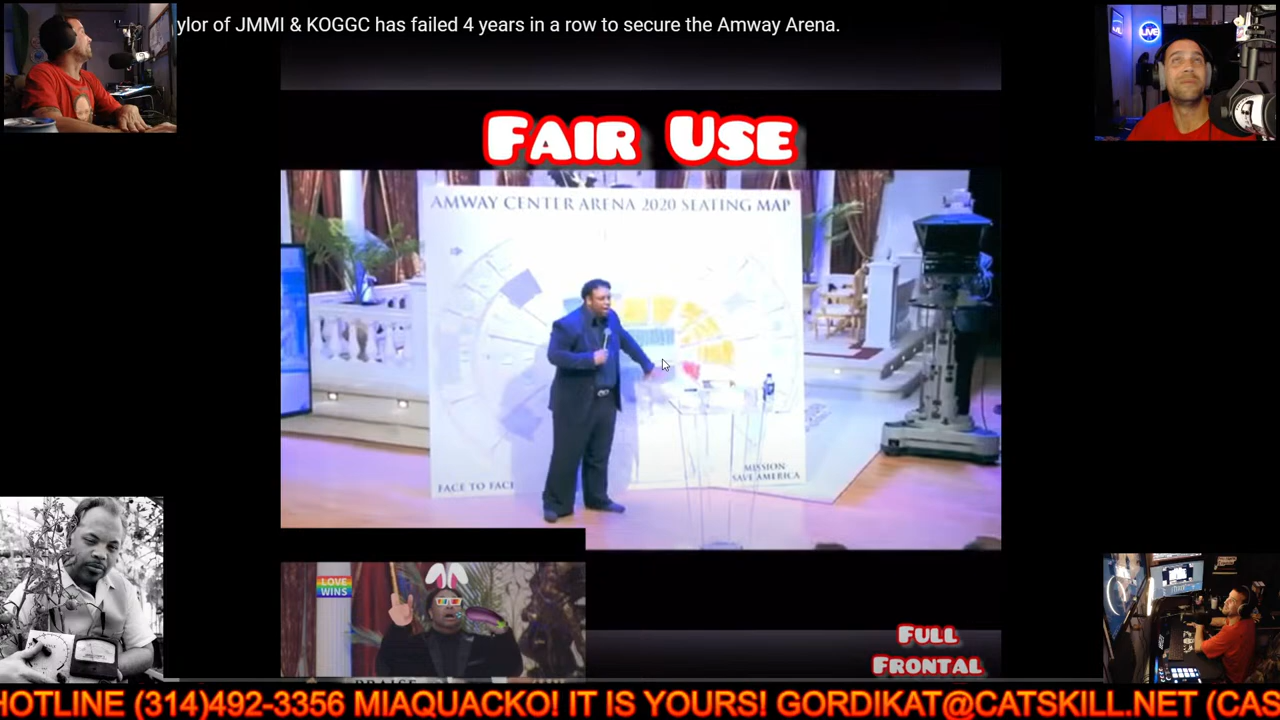 ylor of JMMI & KOGGC has failed 4 years in a row to secure the Amway Arena.
LIVE
FAIR USE
AMWAY CENTER ARENA 2020 SEATING MAP
MISSION
SAVE AMERICA
FACE TO FACE
LOVE
WINS
FULL
FRONTAL
PRAISE
HOTLINE (314)492-3356 MIAQUACKO! IT IS YOURS! GORDIKAT@CATSKILL.NET (CAS